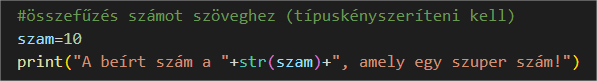 #összefűzés számot szöveghez (típuskényszeríteni kell)
szam=10
print("A beírt szám a "+str(szam)+", amely egy szuper szám!")